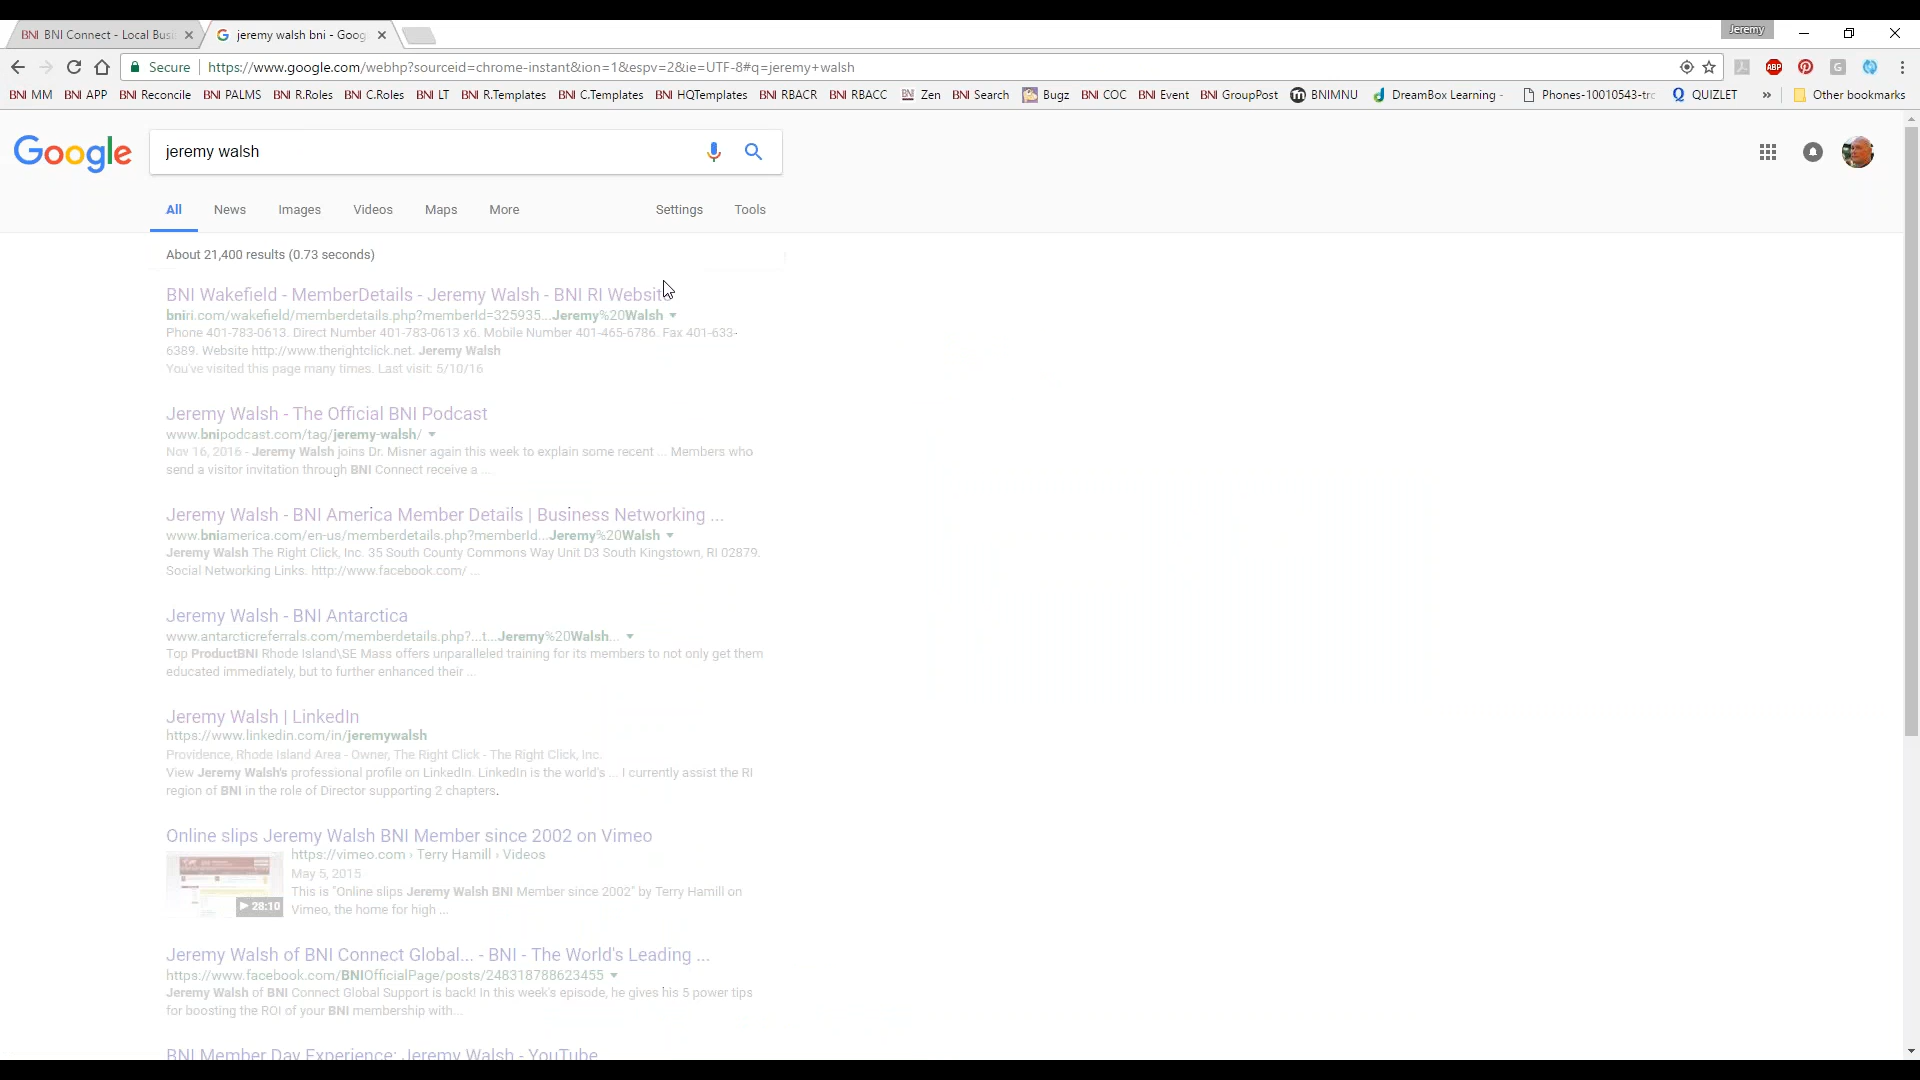 BNI BNI Connect - Local Busi
jeremy walsh bni - Goog
Jeremy
Secure
https://www.google.com/webhp?sourceid=chrome-instant&ion=1&espv=2&ie=UTF-8#q=jeremy+walsh
ABP
G
BNI MM BNI APP BNI Reconcile BNI PALMS BNI R.Roles BNI C.Roles BNI LT BNI R.Templates BNI C.Templates BNI HQTemplates BNI RBACR BNI RBACC BNI Zen BNI Search Bugz BNI COC BNI Event BNI GroupPost m BNIMNU DreamBox Learning - Phones-10010543-trc QUIZLET » Other bookmarks
Google
jeremy walsh
All News Images Videos Maps More Settings Tools
About 21,400 results (0.73 seconds)
BNI Wakefield - MemberDetails - Jeremy Walsh - BNI RI Website
bniri.com/wakefield/memberdetails.php?memberId=325935...Jeremy%20Walsh
Phone 401-783-0613. Direct Number 401-783-0613 x6. Mobile Number 401-465-6786. Fax 401-633-
6389. Website http://www.therightclick.net. Jeremy Walsh
You've visited this page many times. Last visit: 5/10/16
Jeremy Walsh - The Official BNI Podcast
www.bnipodcast.com/tag/jeremy-walsh/
Nov 16, 2016 - Jeremy Walsh joins Dr. Misner again this week to explain some recent ... Members who
send a visitor invitation through BNI Connect receive a ...
Jeremy Walsh - BNI America Member Details | Business Networking ...
www.bniamerica.com/en-us/memberdetails.php?memberId...Jeremy%20Walsh
Jeremy Walsh The Right Click, Inc. 35 South County Commons Way Unit D3 South Kingstown, RI 02879.
Social Networking Links. http://www.facebook.com/ ...
Jeremy Walsh - BNI Antarctica
www.antarcticreferrals.com/memberdetails.php?...t...Jeremy%20Walsh...
Top ProductBNI Rhode Island\SE Mass offers unparalleled training for its members to not only get them
educated immediately, but to further enhanced their ...
Jeremy Walsh | LinkedIn
https://www.linkedin.com/in/jeremywalsh
Providence, Rhode Island Area - Owner, The Right Click - The Right Click, Inc.
View Jeremy Walsh's professional profile on LinkedIn. LinkedIn is the world's ... I currently assist the RI
region of BNI in the role of Director supporting 2 chapters.
Online slips Jeremy Walsh BNI Member since 2002 on Vimeo
https://vimeo.com › Terry Hamill › Videos
May 5, 2015
This is "Online slips Jeremy Walsh BNI Member since 2002" by Terry Hamill on
28:10
Vimeo, the home for high ...
Jeremy Walsh of BNI Connect Global... - BNI - The World's Leading ...
https://www.facebook.com/BNIOfficialPage/posts/248318788623455
Jeremy Walsh of BNI Connect Global Support is back! In this week's episode, he gives his 5 power tips
for boosting the ROI of your BNI membership with...
BNI Member Day Experience: Jeremy Walsh - YouTube